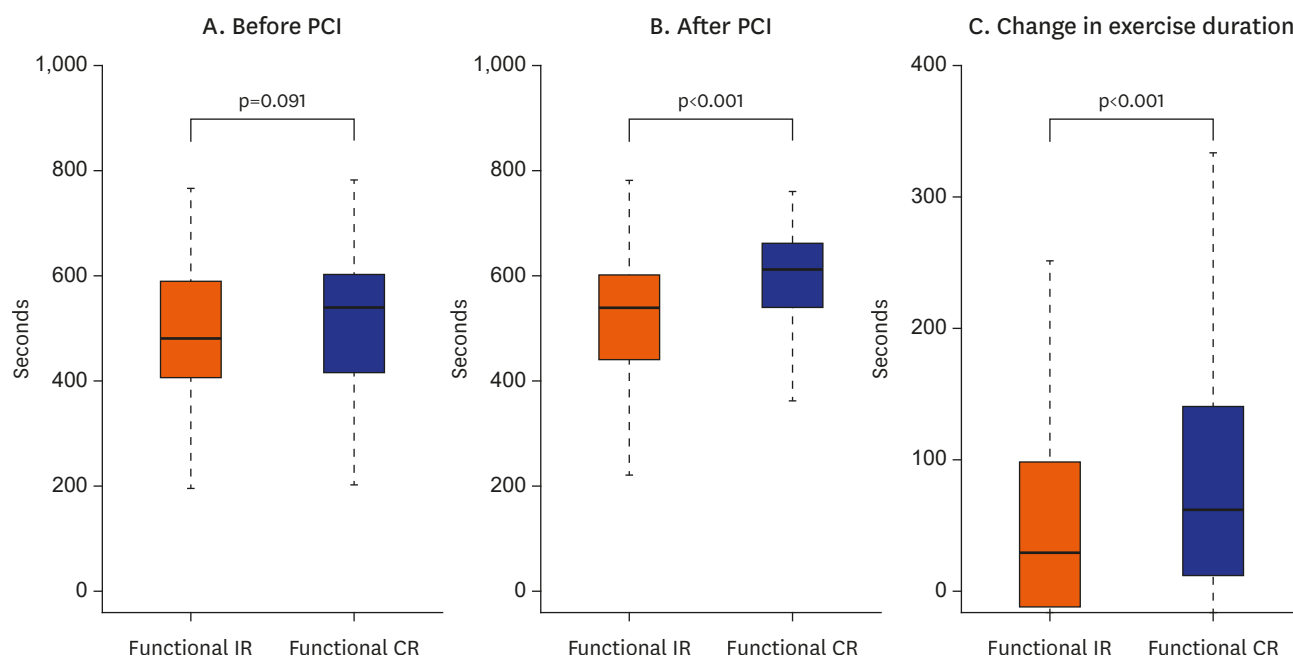 A. Before PCI
1,000
800
600
400
200
0
Seconds
p=0.091
Functional IR
Functional CR
B. After PCI
1,000
800
600
400
200
0
Seconds
p<0.001
Functional IR
Functional CR
C. Change in exercise duration
400
300
200
100
0
Seconds
p<0.001
Functional IR
Functional CR